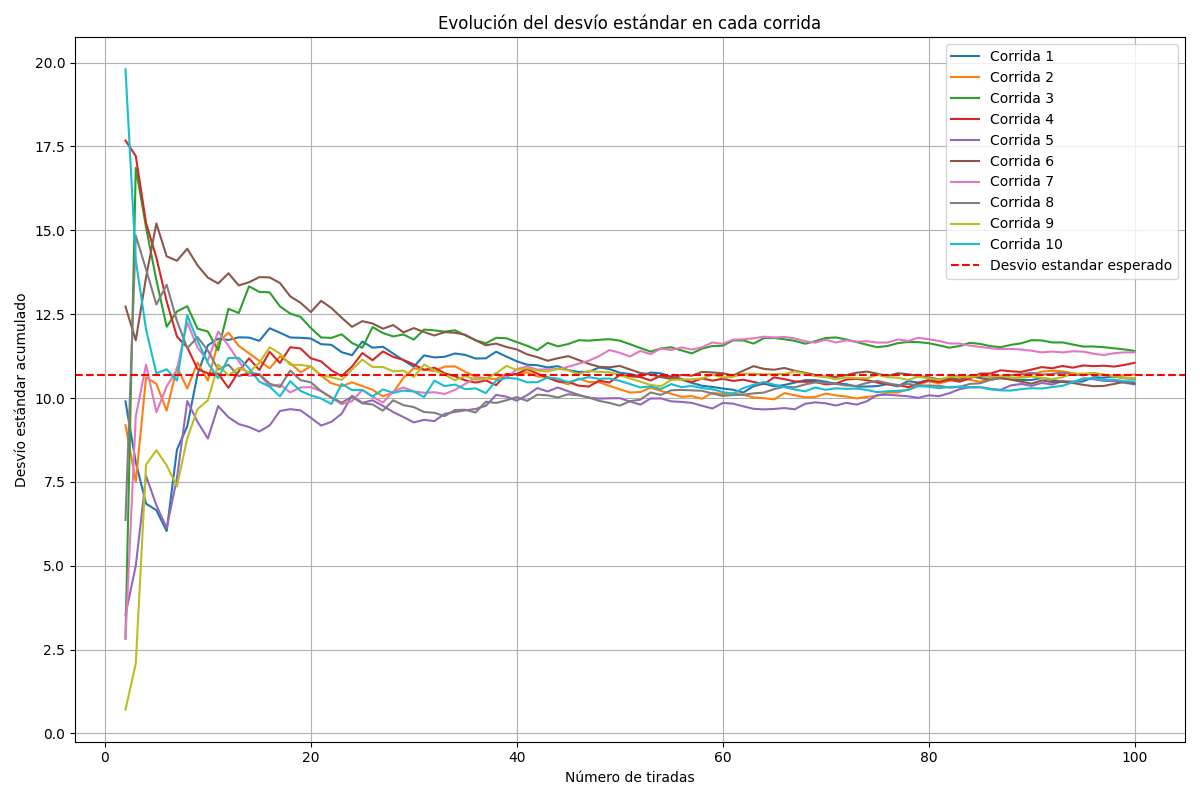 Evolución del desvío estándar en cada corrida
Desvío estándar acumulado
20.0
17.5
15.0
12.5
10.0
7.5
5.0
2.5
0.0
0
20
40
60
80
100
Número de tiradas
Corrida 1
Corrida 2
Corrida 3
Corrida 4
Corrida 5
Corrida 6
Corrida 7
Corrida 8
Corrida 9
Corrida 10
Desvio estandar esperado